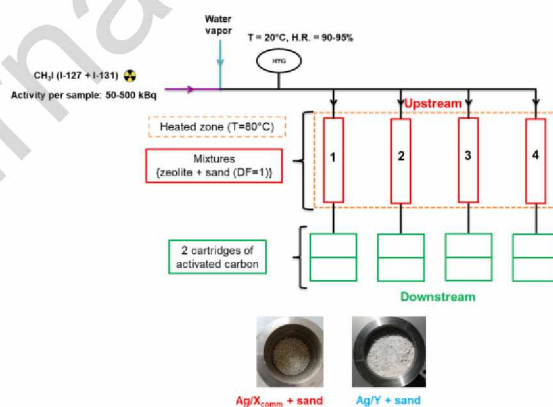 Water
vapor
T = 20°C, H.R. = 90-95%
HYG
CH₃I (I-127 + I-131)
Activity per sample: 50-500 kBq
Upstream
Heated zone (T=80°C)
Mixtures
{zeolite + sand (DF=1)}
1
2
3
4
2 cartridges of
activated carbon
Downstream
Ag/Xcomm + sand
Ag/Y + sand